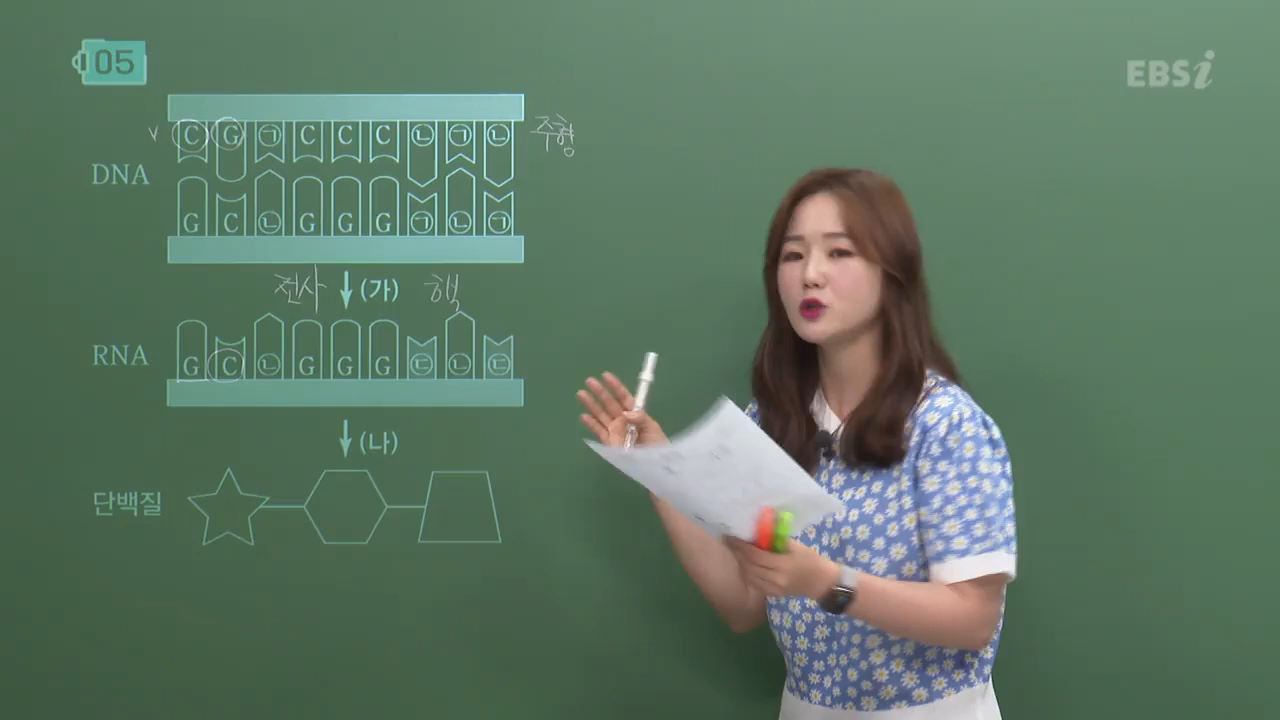 05
EBSi
v C G ㉠ C C C ㉡ ㉠ ㉡ 주형
DNA
G C ㉡ G G G ㉠ ㉡ ㉠
전사 (가) 핵
RNA G C ㉡ G G G ㉢ ㉡ ㉢
(나)
단백질